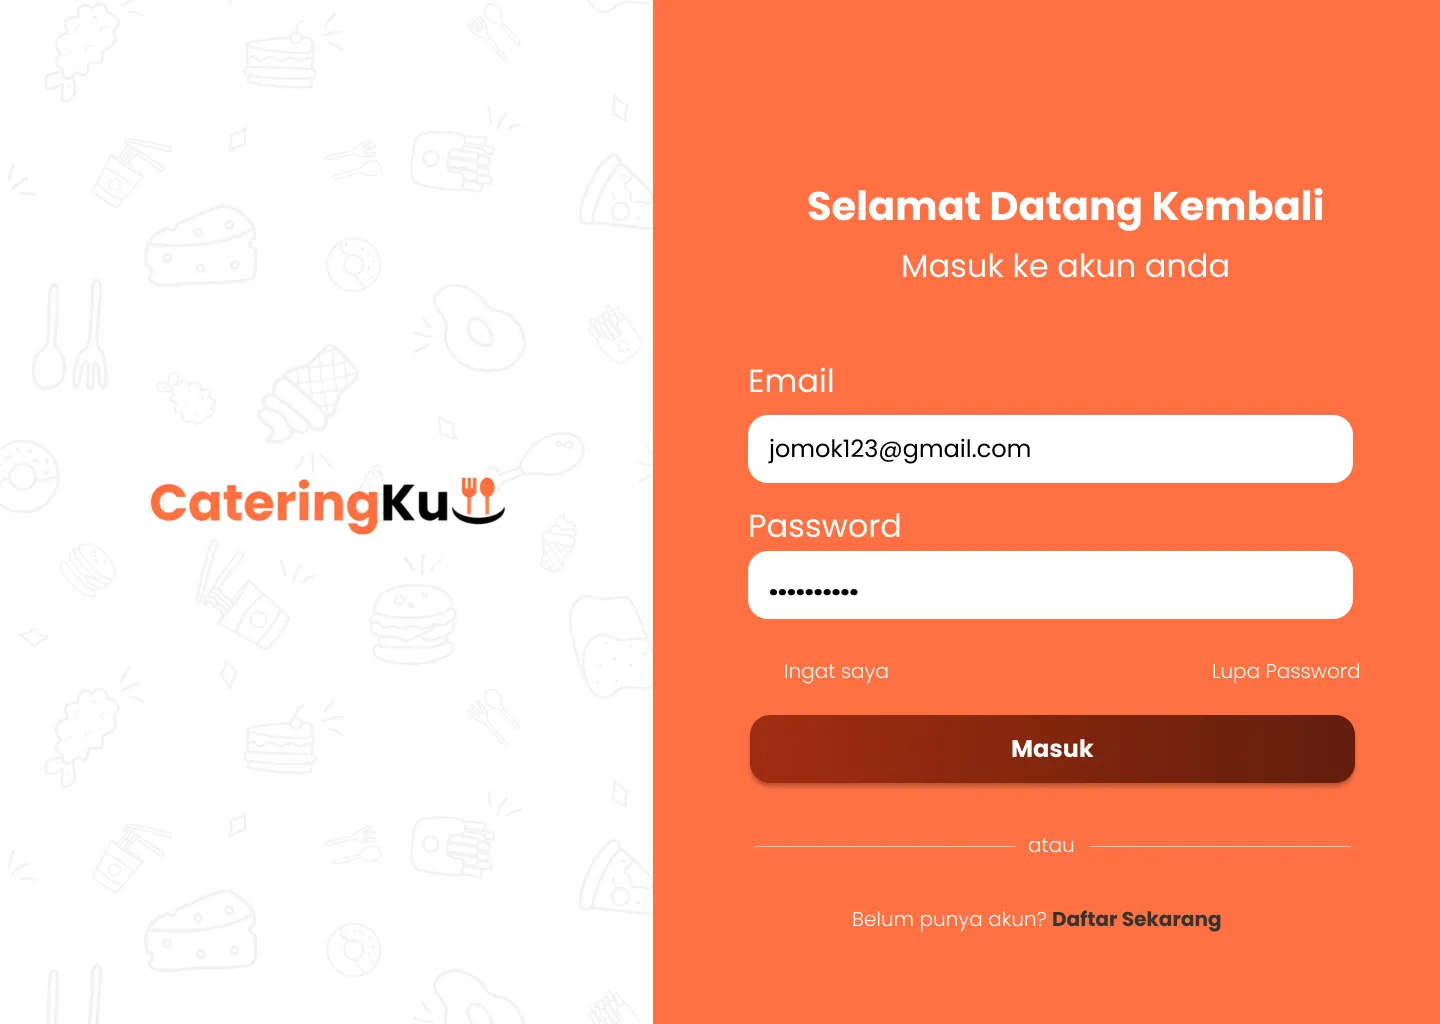 CateringKu
Selamat Datang Kembali
Masuk ke akun anda
Email
jomok123@gmail.com
Password
••••••••••
Ingat saya
Lupa Password
Masuk
atau
Belum punya akun? Daftar Sekarang